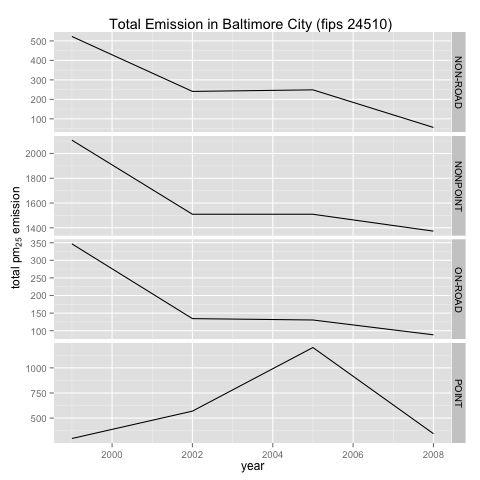 Total Emission in Baltimore City (fips 24510)
500
400
300
200
100
NON-ROAD
2000
1800
1600
1400
NONPOINT
350
300
250
200
150
100
ON-ROAD
1000
750
500
POINT
total pm25 emission
2000 2002 2004 2006 2008
year